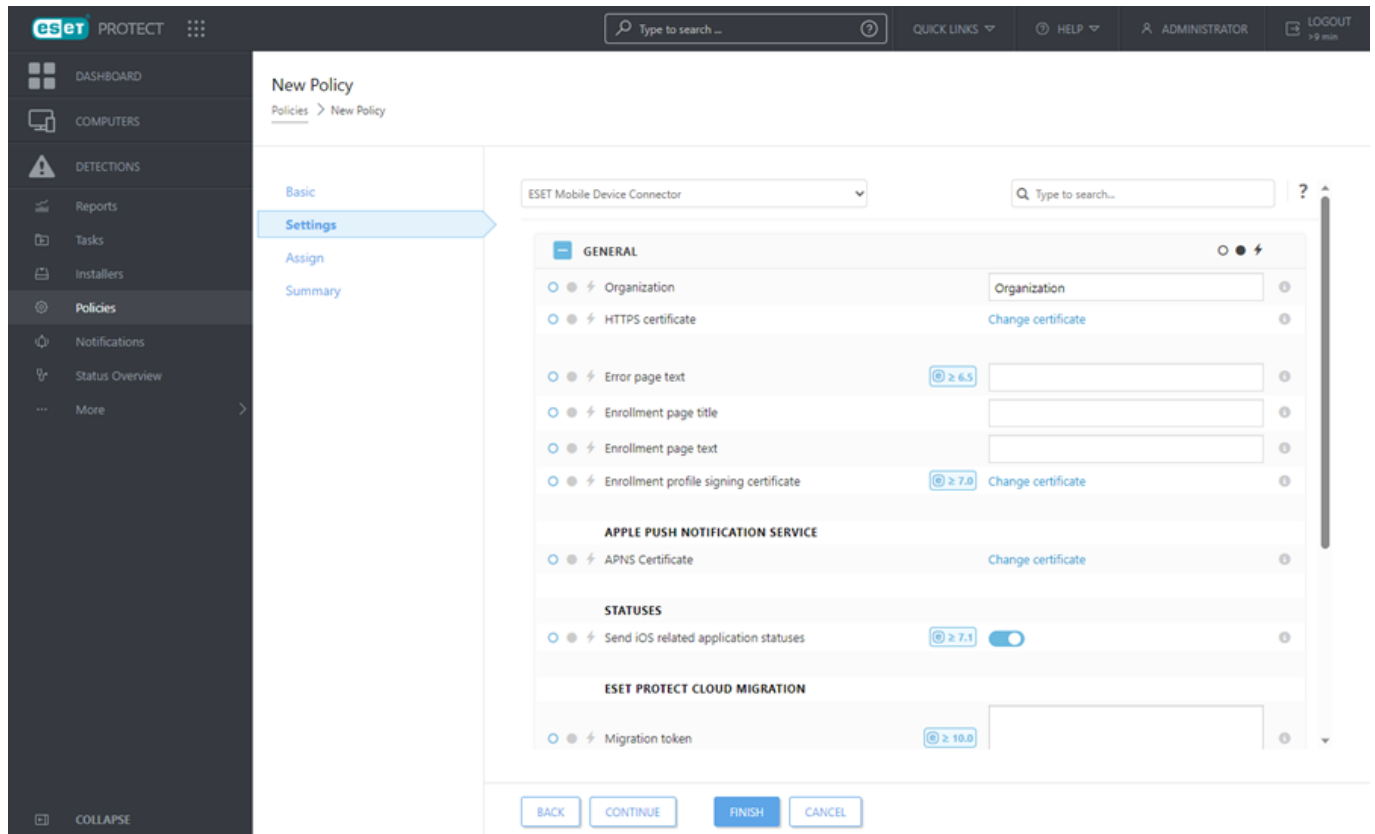 eset PROTECT
Type to search ...
?
QUICK LINKS
? HELP
ADMINISTRATOR
LOGOUT
>9 min
DASHBOARD
COMPUTERS
DETECTIONS
Reports
Tasks
Installers
Policies
Notifications
Status Overview
More
COLLAPSE
New Policy
Policies > New Policy
Basic
Settings
Assign
Summary
ESET Mobile Device Connector
Type to search...
?
GENERAL
Organization Organization
HTTPS certificate Change certificate
Error page text ≥ 6.5
Enrollment page title
Enrollment page text
Enrollment profile signing certificate ≥ 7.0 Change certificate
APPLE PUSH NOTIFICATION SERVICE
APNS Certificate Change certificate
STATUSES
Send iOS related application statuses ≥ 7.1
ESET PROTECT CLOUD MIGRATION
Migration token ≥ 10.0
BACK CONTINUE FINISH CANCEL